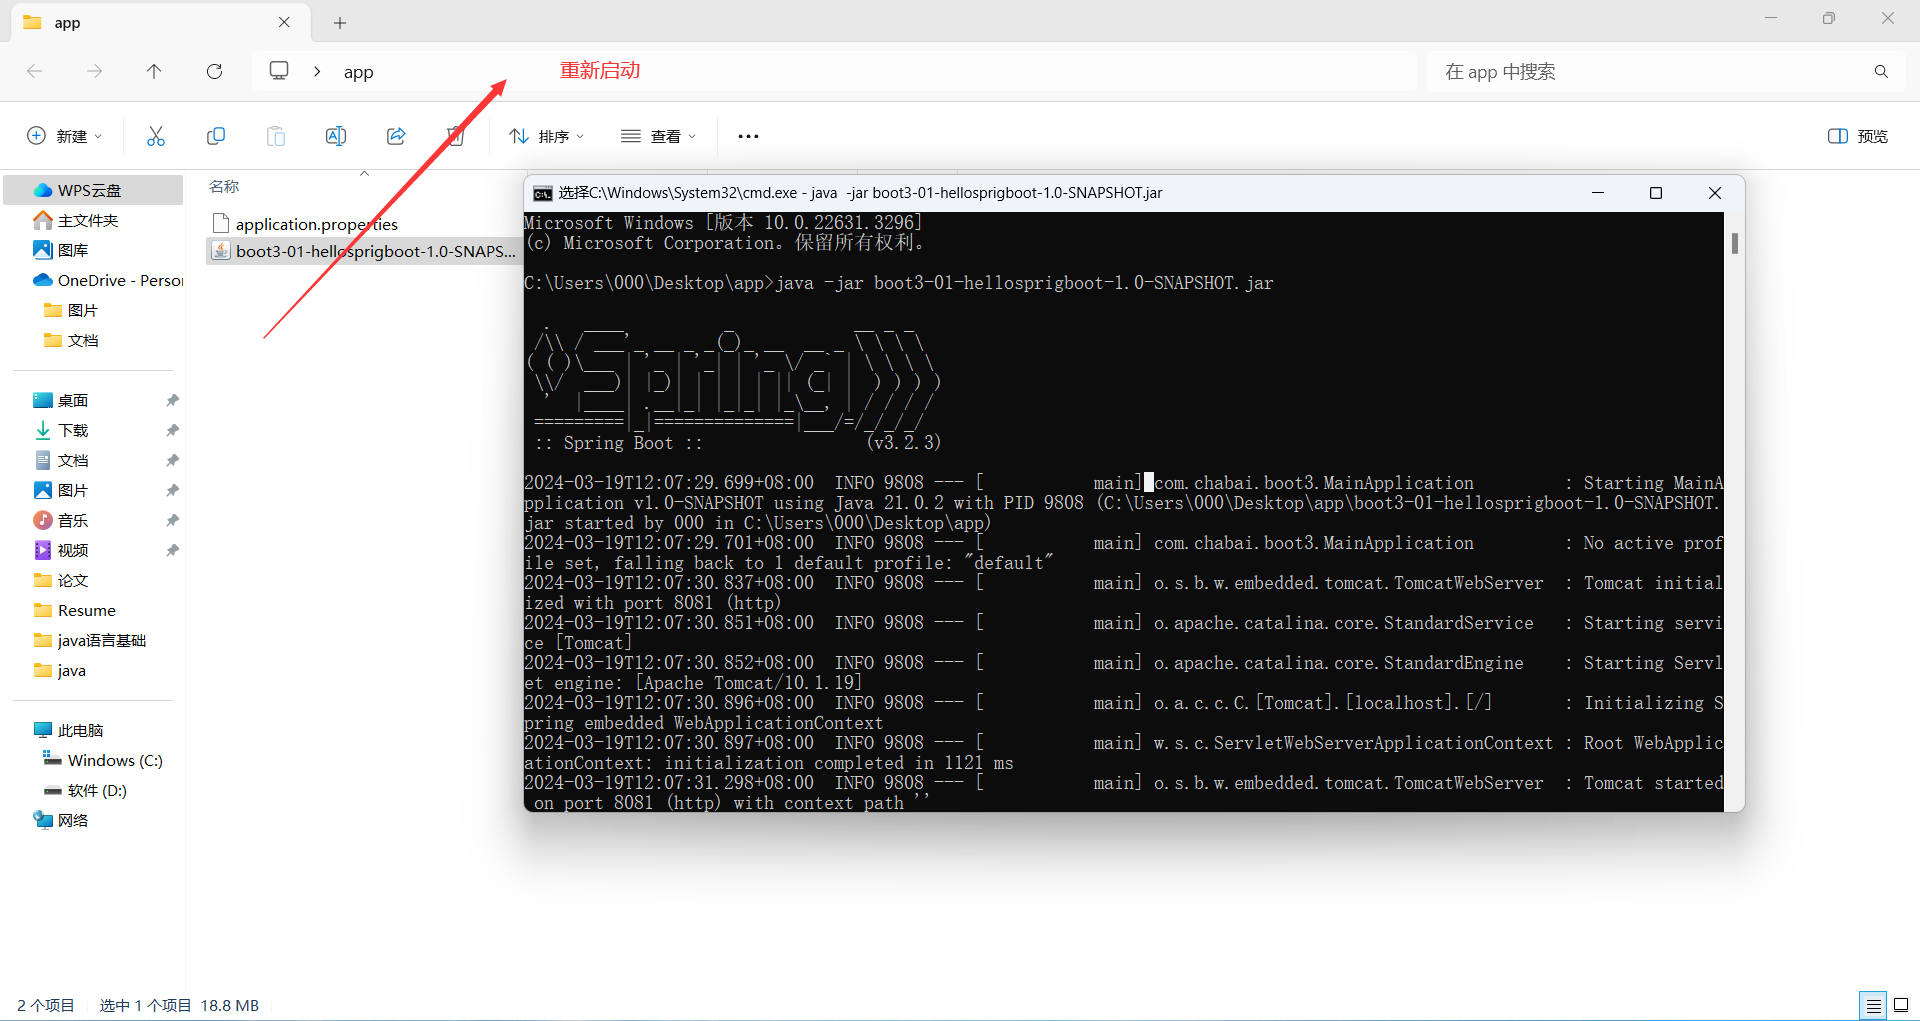 app
app
重新启动
在 app 中搜索
新建
排序
查看
预览
WPS云盘
主文件夹
图库
OneDrive - Person
图片
文档
桌面
下载
文档
图片
音乐
视频
论文
Resume
java语言基础
java
此电脑
Windows (C:)
软件 (D:)
网络
名称
application.properties
boot3-01-hellosprigboot-1.0-SNAPS...
选择C:\Windows\System32\cmd.exe - java  -jar boot3-01-hellosprigboot-1.0-SNAPSHOT.jar
Microsoft Windows [版本 10.0.22631.3296]
(c) Microsoft Corporation。保留所有权利。
C:\Users\000\Desktop\app>java -jar boot3-01-hellosprigboot-1.0-SNAPSHOT.jar
Spring
:: Spring Boot ::                (v3.2.3)
2024-03-19T12:07:29.699+08:00  INFO 9808 --- [           main] com.chabai.boot3.MainApplication         : Starting MainA
pplication v1.0-SNAPSHOT using Java 21.0.2 with PID 9808 (C:\Users\000\Desktop\app\boot3-01-hellosprigboot-1.0-SNAPSHOT.
jar started by 000 in C:\Users\000\Desktop\app)
2024-03-19T12:07:29.701+08:00  INFO 9808 --- [           main] com.chabai.boot3.MainApplication         : No active prof
ile set, falling back to 1 default profile: "default"
2024-03-19T12:07:30.837+08:00  INFO 9808 --- [           main] o.s.b.w.embedded.tomcat.TomcatWebServer  : Tomcat initial
ized with port 8081 (http)
2024-03-19T12:07:30.851+08:00  INFO 9808 --- [           main] o.apache.catalina.core.StandardService   : Starting servi
ce [Tomcat]
2024-03-19T12:07:30.852+08:00  INFO 9808 --- [           main] o.apache.catalina.core.StandardEngine    : Starting Servl
et engine: [Apache Tomcat/10.1.19]
2024-03-19T12:07:30.896+08:00  INFO 9808 --- [           main] o.a.c.c.C.[Tomcat].[localhost].[/]       : Initializing S
pring embedded WebApplicationContext
2024-03-19T12:07:30.897+08:00  INFO 9808 --- [           main] w.s.c.ServletWebServerApplicationContext : Root WebApplic
ationContext: initialization completed in 1121 ms
2024-03-19T12:07:31.298+08:00  INFO 9808 --- [           main] o.s.b.w.embedded.tomcat.TomcatWebServer  : Tomcat started
 on port 8081 (http) with context path ''
2 个项目 选中 1 个项目 18.8 MB